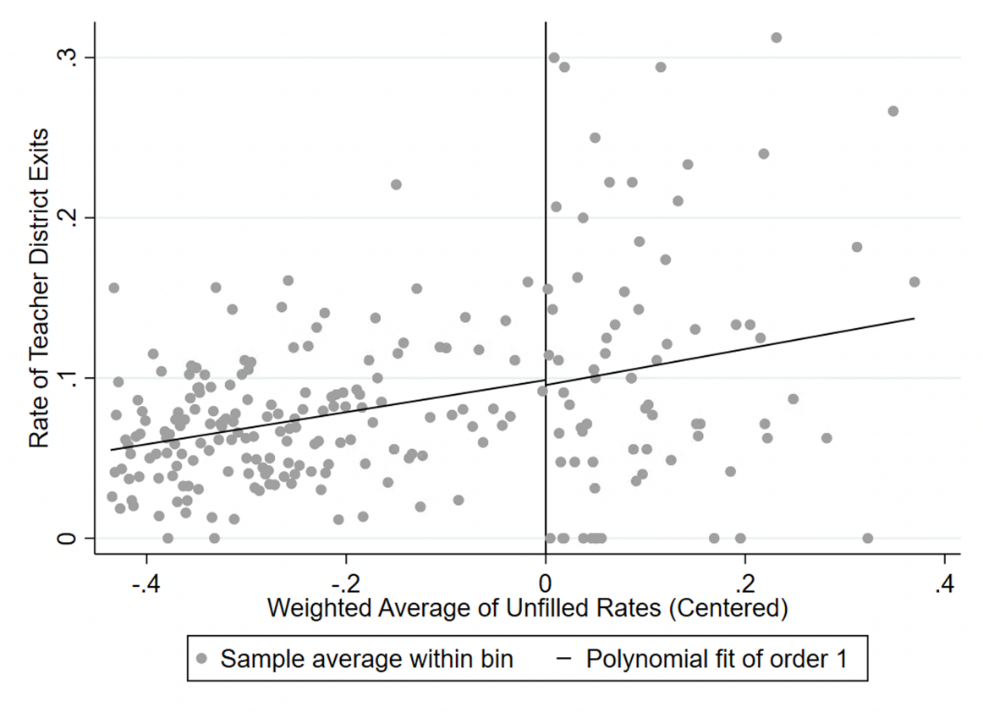 Rate of Teacher District Exits
.3
.2
.1
0
-.4 -.2 0 .2 .4
Weighted Average of Unfilled Rates (Centered)
Sample average within bin Polynomial fit of order 1